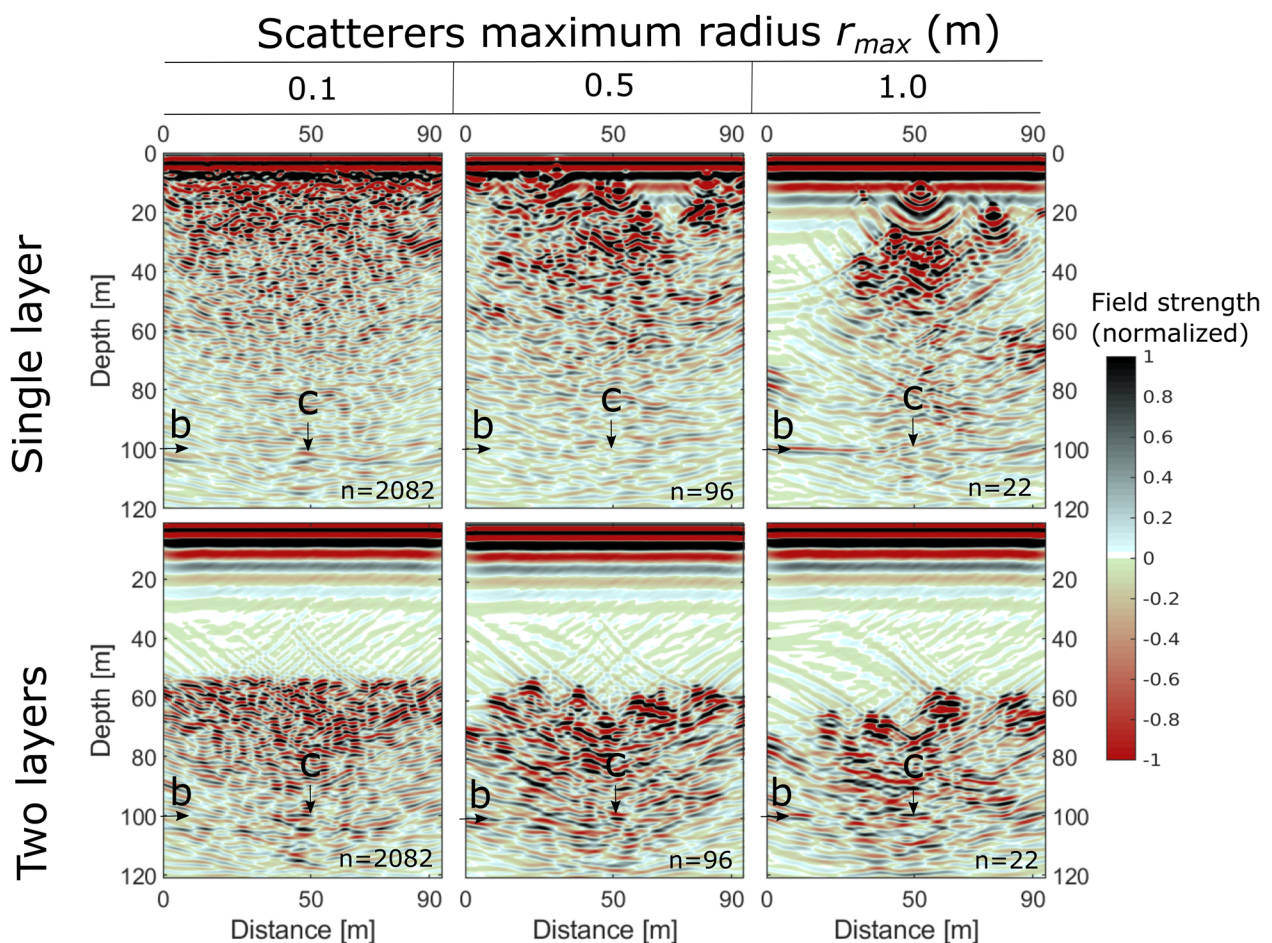 Scatterers maximum radius r_max (m)
0.1 0.5 1.0
0 50 90 0 50 90 0 50 90
Single layer
Depth [m]
0
20
40
60
80
100
120
b
c
n=2082
b
c
n=96
b
c
n=22
0
20
40
60
80
100
120
Two layers
Depth [m]
20
40
60
80
100
120
b
c
n=2082
b
c
n=96
b
c
n=22
20
40
60
80
100
120
0 50 90 0 50 90 0 50 90
Distance [m] Distance [m] Distance [m]
Field strength
(normalized)
1
0.8
0.6
0.4
0.2
0
-0.2
-0.4
-0.6
-0.8
-1